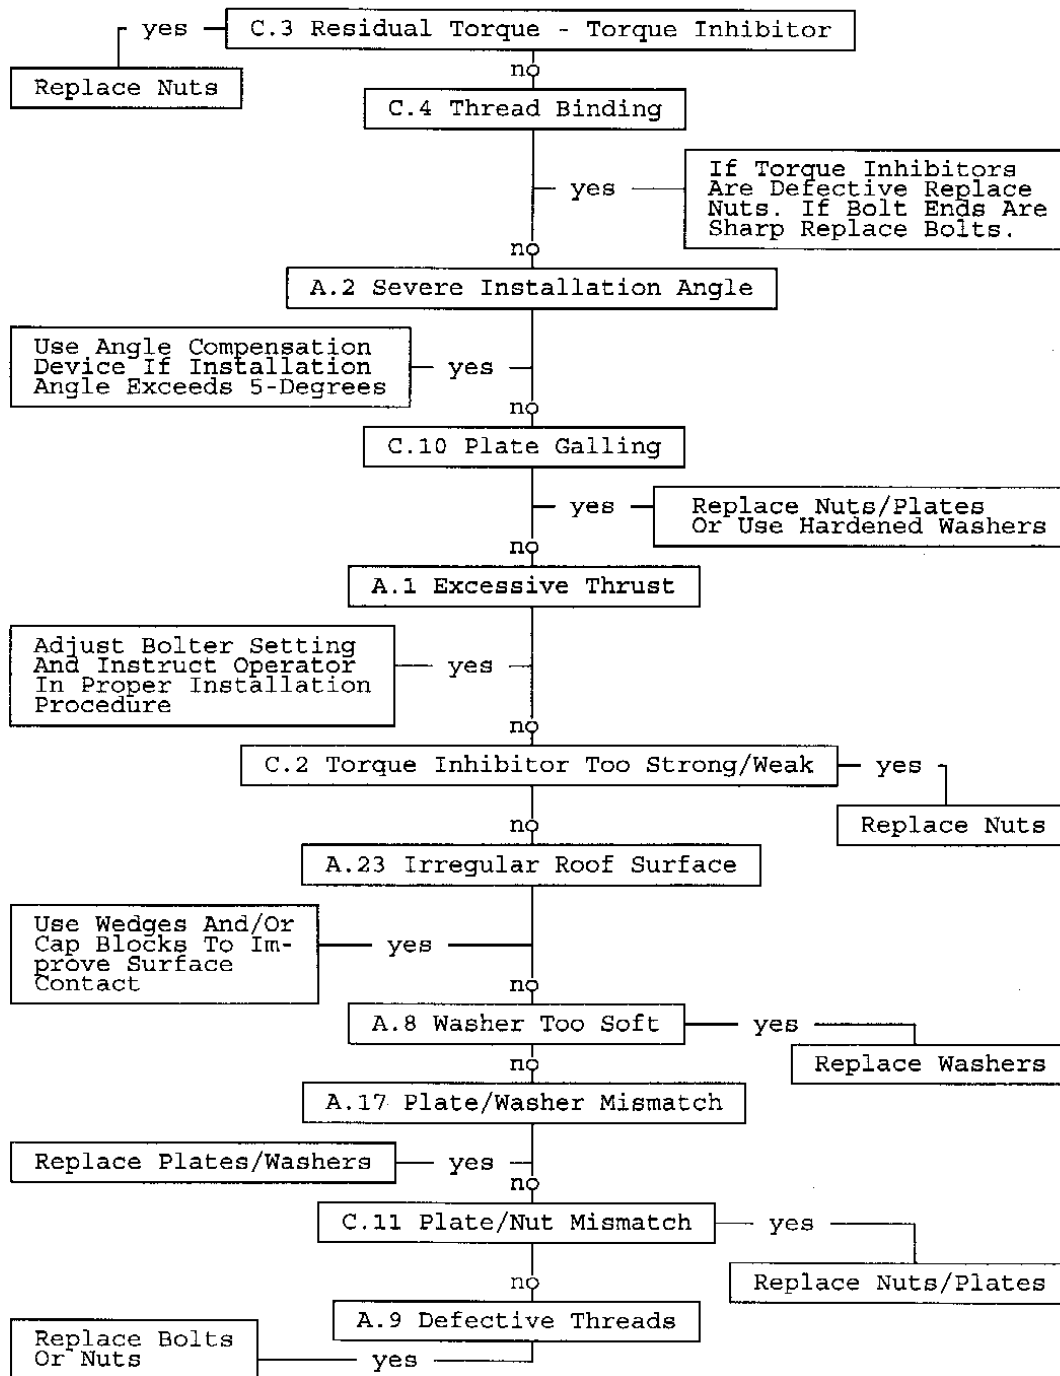 yes
C.3 Residual Torque - Torque Inhibitor
no
Replace Nuts
C.4 Thread Binding
yes
If Torque Inhibitors
Are Defective Replace
Nuts. If Bolt Ends Are
Sharp Replace Bolts.
no
A.2 Severe Installation Angle
Use Angle Compensation
Device If Installation
Angle Exceeds 5-Degrees
yes
no
C.10 Plate Galling
yes
Replace Nuts/Plates
Or Use Hardened Washers
no
A.1 Excessive Thrust
Adjust Bolter Setting
And Instruct Operator
In Proper Installation
Procedure
yes
no
C.2 Torque Inhibitor Too Strong/Weak
yes
no
Replace Nuts
A.23 Irregular Roof Surface
Use Wedges And/Or
Cap Blocks To Im-
prove Surface
Contact
yes
no
A.8 Washer Too Soft
yes
no
Replace Washers
A.17 Plate/Washer Mismatch
Replace Plates/Washers
yes
no
C.11 Plate/Nut Mismatch
yes
no
Replace Nuts/Plates
A.9 Defective Threads
Replace Bolts
Or Nuts
yes